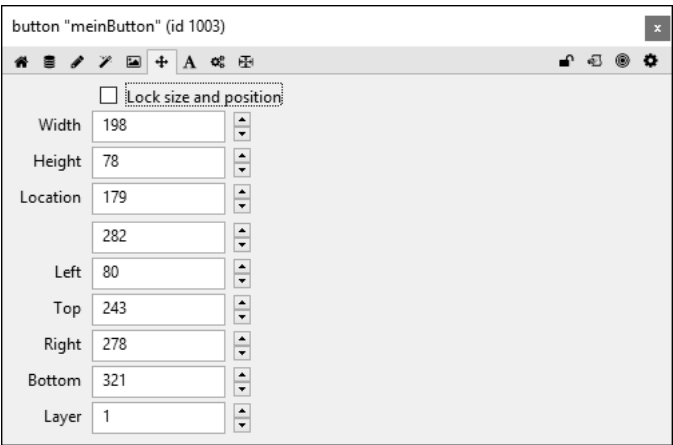 button "meinButton" (id 1003)
x
A
Lock size and position
Width 198
Height 78
Location 179
282
Left 80
Top 243
Right 278
Bottom 321
Layer 1